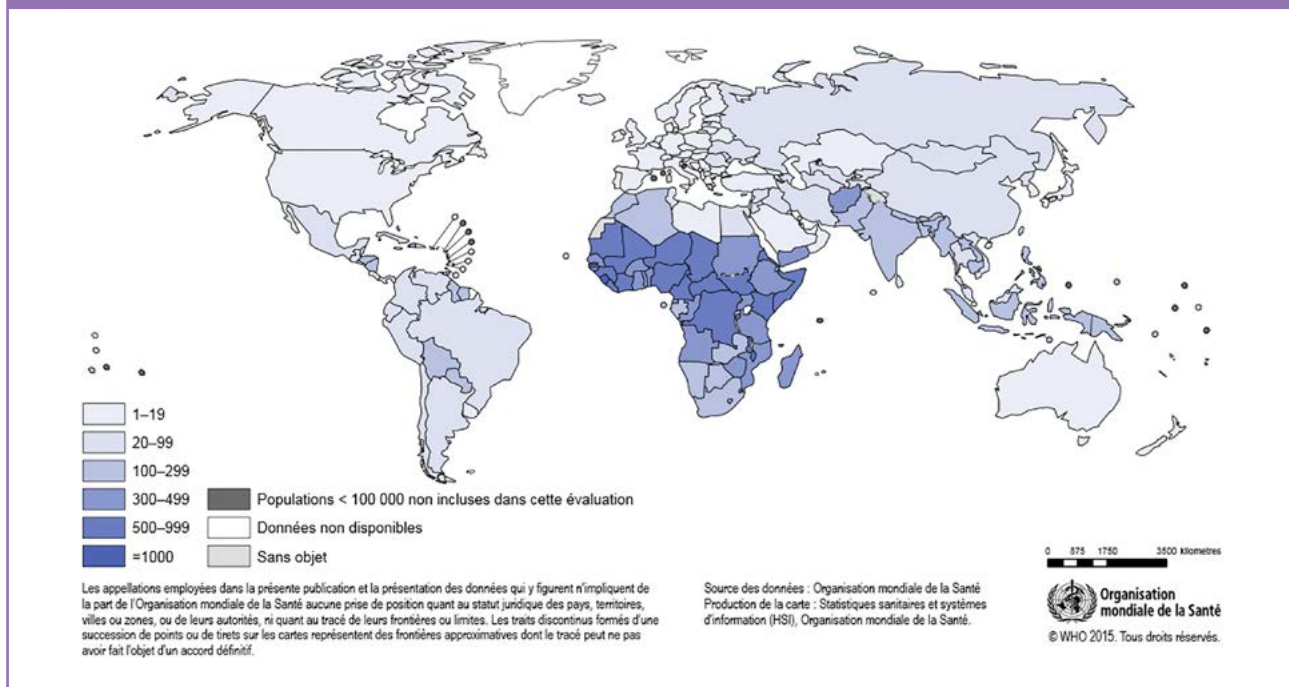 1–19
20–99
100–299
300–499
500–999
=1000
Populations < 100 000 non incluses dans cette évaluation
Données non disponibles
Sans objet
0 875 1750 3500 kilometres
Les appellations employées dans la présente publication et la présentation des données qui y figurent n'impliquent de
la part de l'Organisation mondiale de la Santé aucune prise de position quant au statut juridique des pays, territoires,
villes ou zones, ou de leurs autorités, ni quant au tracé de leurs frontières ou limites. Les traits discontinus formés d'une
succession de points ou de tirets sur les cartes représentent des frontières approximatives dont le tracé peut ne pas
avoir fait l'objet d'un accord définitif.
Source des données : Organisation mondiale de la Santé
Production de la carte : Statistiques sanitaires et systèmes
d'information (HSI), Organisation mondiale de la Santé.
Organisation
mondiale de la Santé
© WHO 2015. Tous droits réservés.